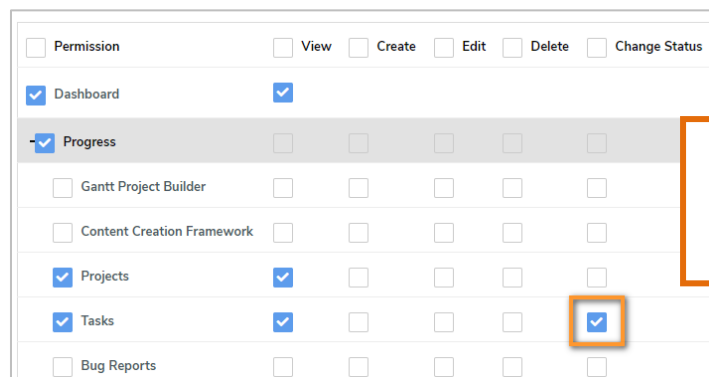 Permission View Create Edit Delete Change Status
Dashboard
Progress
Gantt Project Builder
Content Creation Framework
Projects
Tasks
Bug Reports